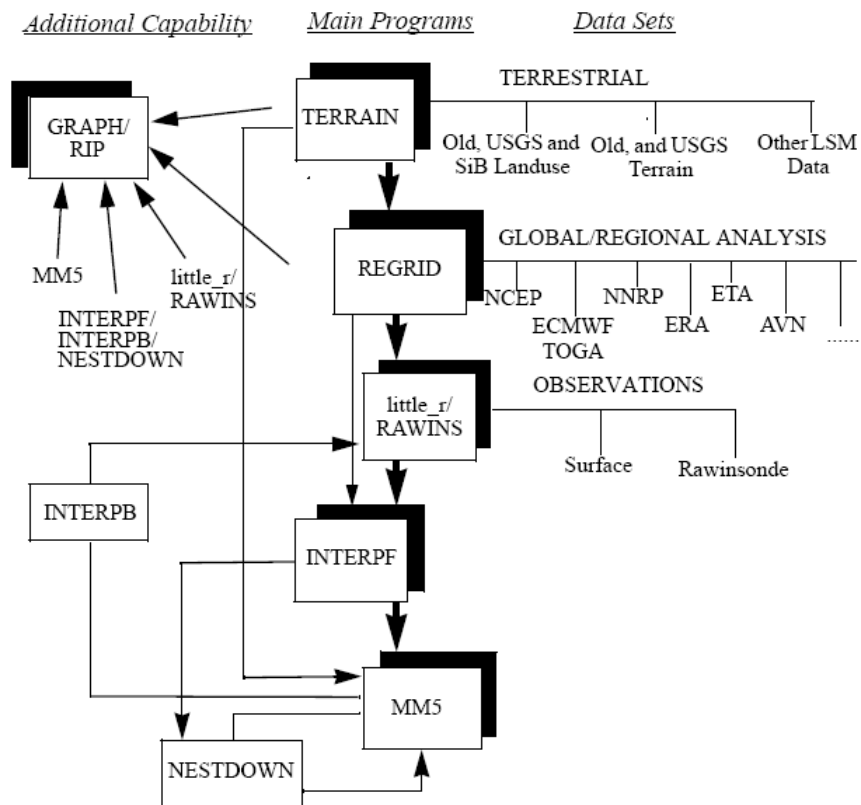 Additional Capability
Main Programs
Data Sets
TERRAIN
TERRESTRIAL
Old, USGS and
SiB Landuse
Old, and USGS
Terrain
Other LSM
Data
GRAPH/
RIP
MM5
little_r/
RAWINS
INTERPF/
INTERPB/
NESTDOWN
REGRID
GLOBAL/REGIONAL ANALYSIS
NCEP
ECMWF
TOGA
NNRP
ERA
ETA
AVN
......
little_r/
RAWINS
OBSERVATIONS
Surface
Rawinsonde
INTERPB
INTERPF
MM5
NESTDOWN